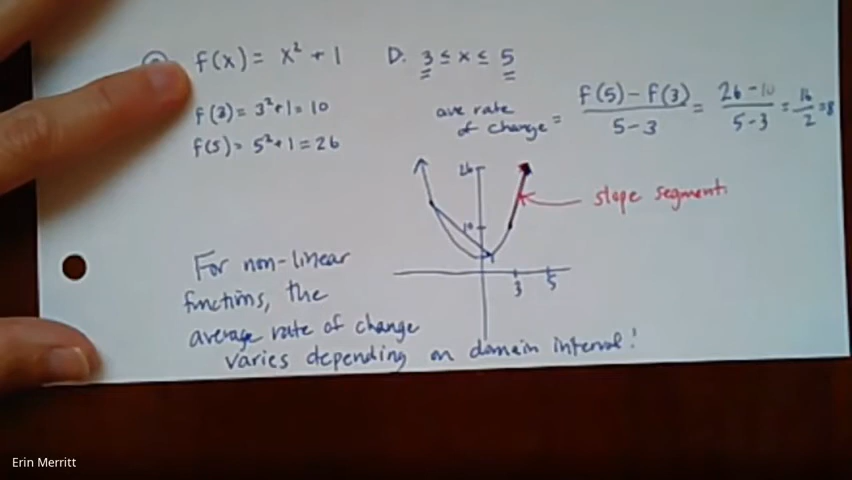 f(x) = x² + 1 D. 3 ≤ x ≤ 5
f(3) = 3²+1 = 10
f(5) = 5²+1 = 26
ave rate of change = f(5) - f(3) / 5-3 = 26-10 / 5-3 = 16 / 2 = 8
26
10
3 5
slope segment.
For non-linear
functions, the
average rate of change
varies depending on domain interval!
Erin Merritt